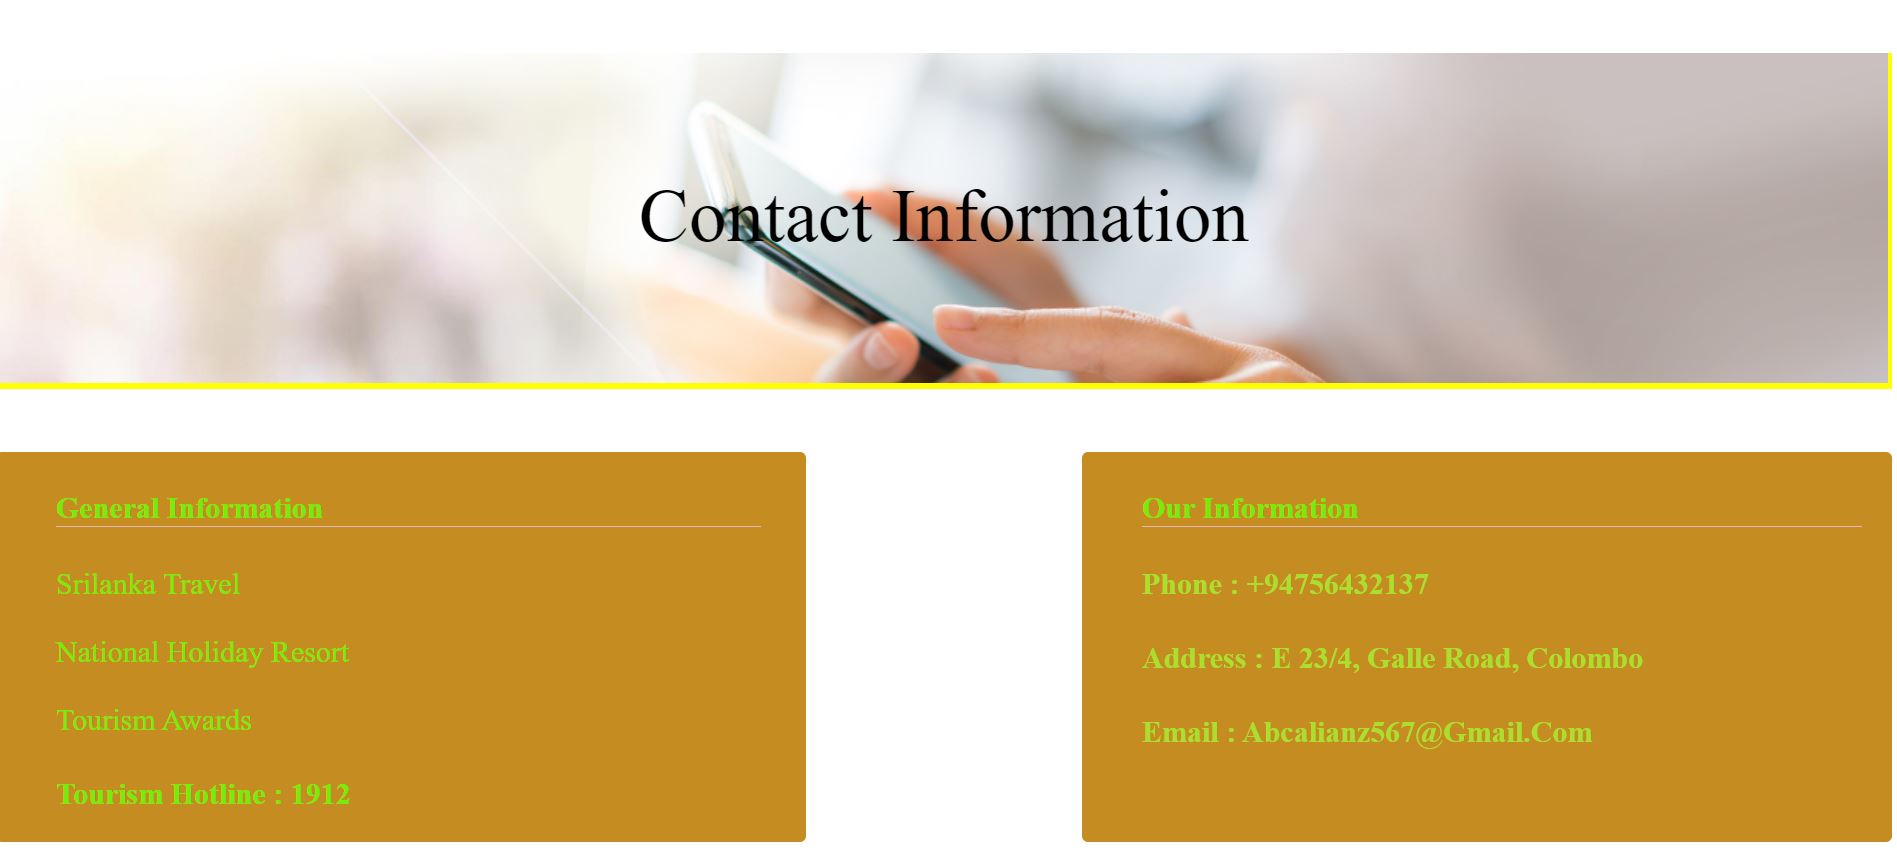 Contact Information
General Information
Srilanka Travel
National Holiday Resort
Tourism Awards
Tourism Hotline : 1912
Our Information
Phone : +94756432137
Address : E 23/4, Galle Road, Colombo
Email : Abcalianz567@Gmail.Com